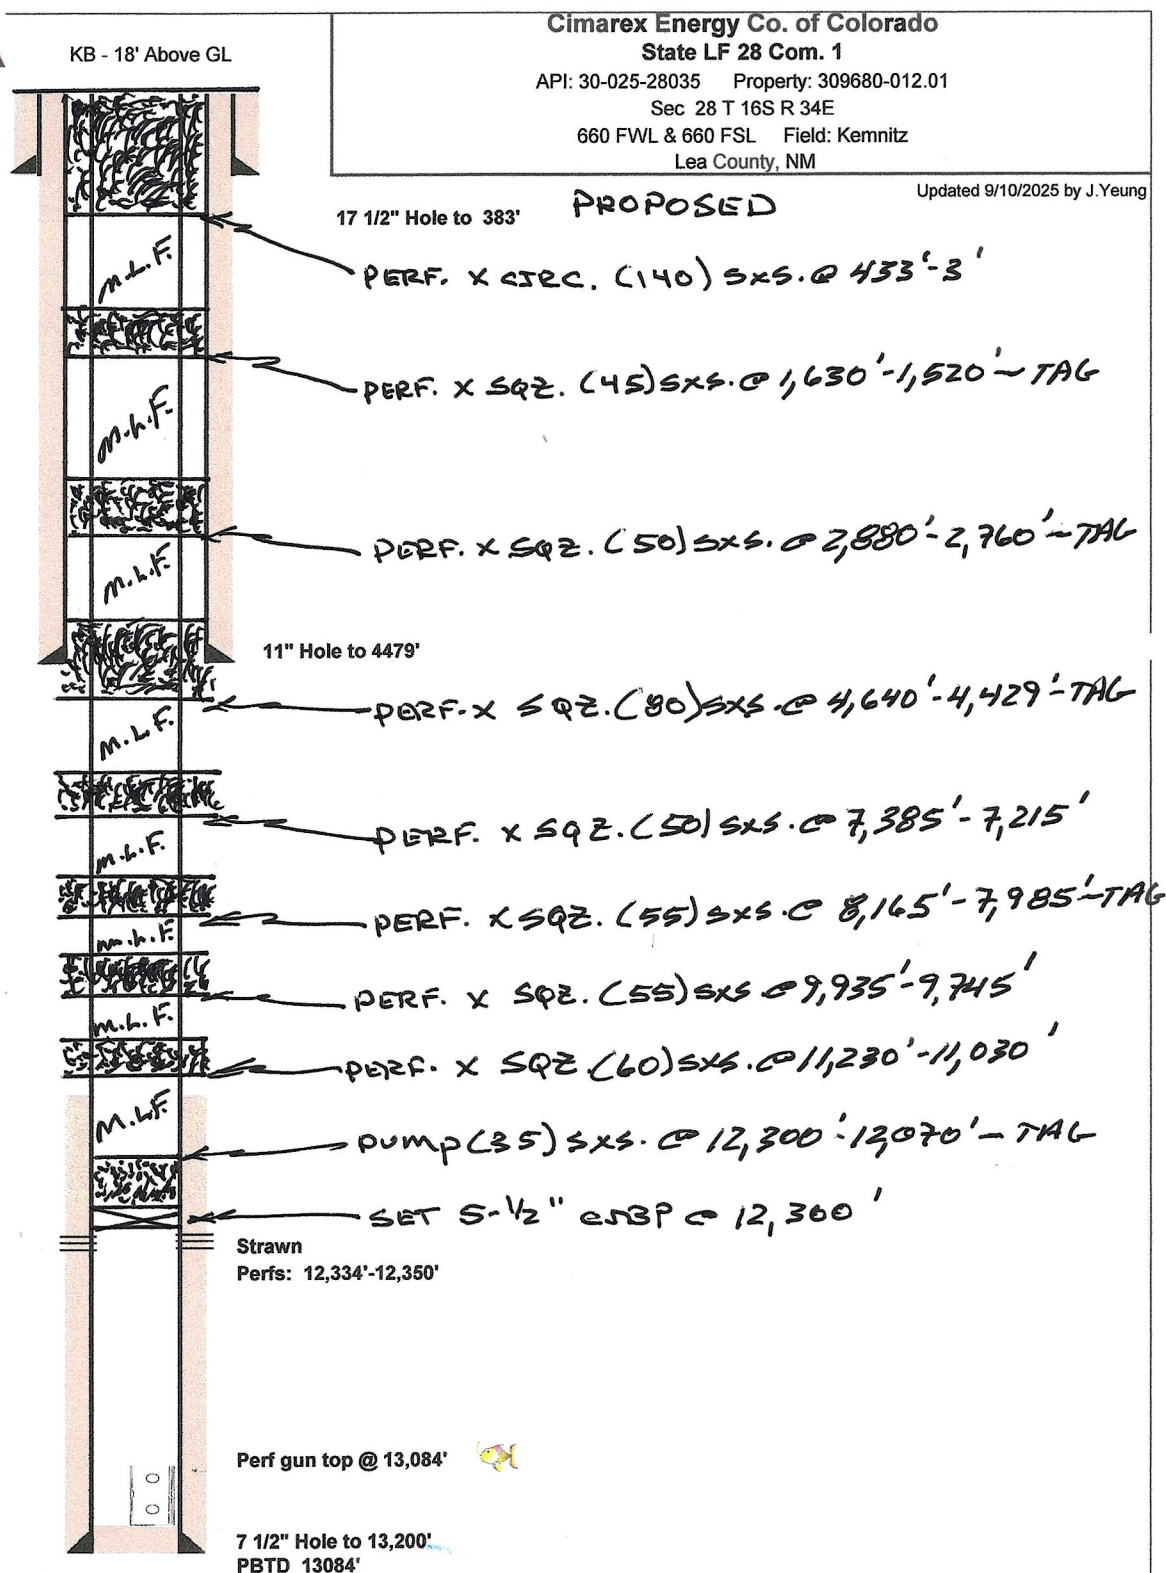 Cimarex Energy Co. of Colorado
State LF 28 Com. 1
API: 30-025-28035 Property: 309680-012.01
Sec 28 T 16S R 34E
660 FWL & 660 FSL Field: Kemnitz
Lea County, NM
KB - 18' Above GL
Updated 9/10/2025 by J.Yeung
PROPOSED
17 1/2" Hole to 383'
M.L.F.
PERF. X CIRC. (140) SXS. @ 433'-3'
PERF. X SQZ. (45) SXS. @ 1,630'-1,520'-TAG
M.L.F.
PERF. X SQZ. (50) SXS. @ 2,880'-2,760'-TAG
M.L.F.
11" Hole to 4479'
PERF. X SQZ. (80) SXS. @ 4,640'-4,429'-TAG
M.L.F.
PERF. X SQZ. (50) SXS. @ 7,385'-7,215'
M.L.F.
PERF. X SQZ. (55) SXS. @ 8,165'-7,985'-TAG
M.L.F.
PERF. X SQZ. (55) SXS @ 9,935'-9,745'
M.L.F.
PERF. X SQZ. (60) SXS. @ 11,230'-11,030'
M.L.F.
PUMP (35) SXS. @ 12,300'-12,070'-TAG
SET 5-1/2" CIBP @ 12,300'
Strawn
Perfs: 12,334'-12,350'
Perf gun top @ 13,084'
7 1/2" Hole to 13,200'
PBTD 13084'